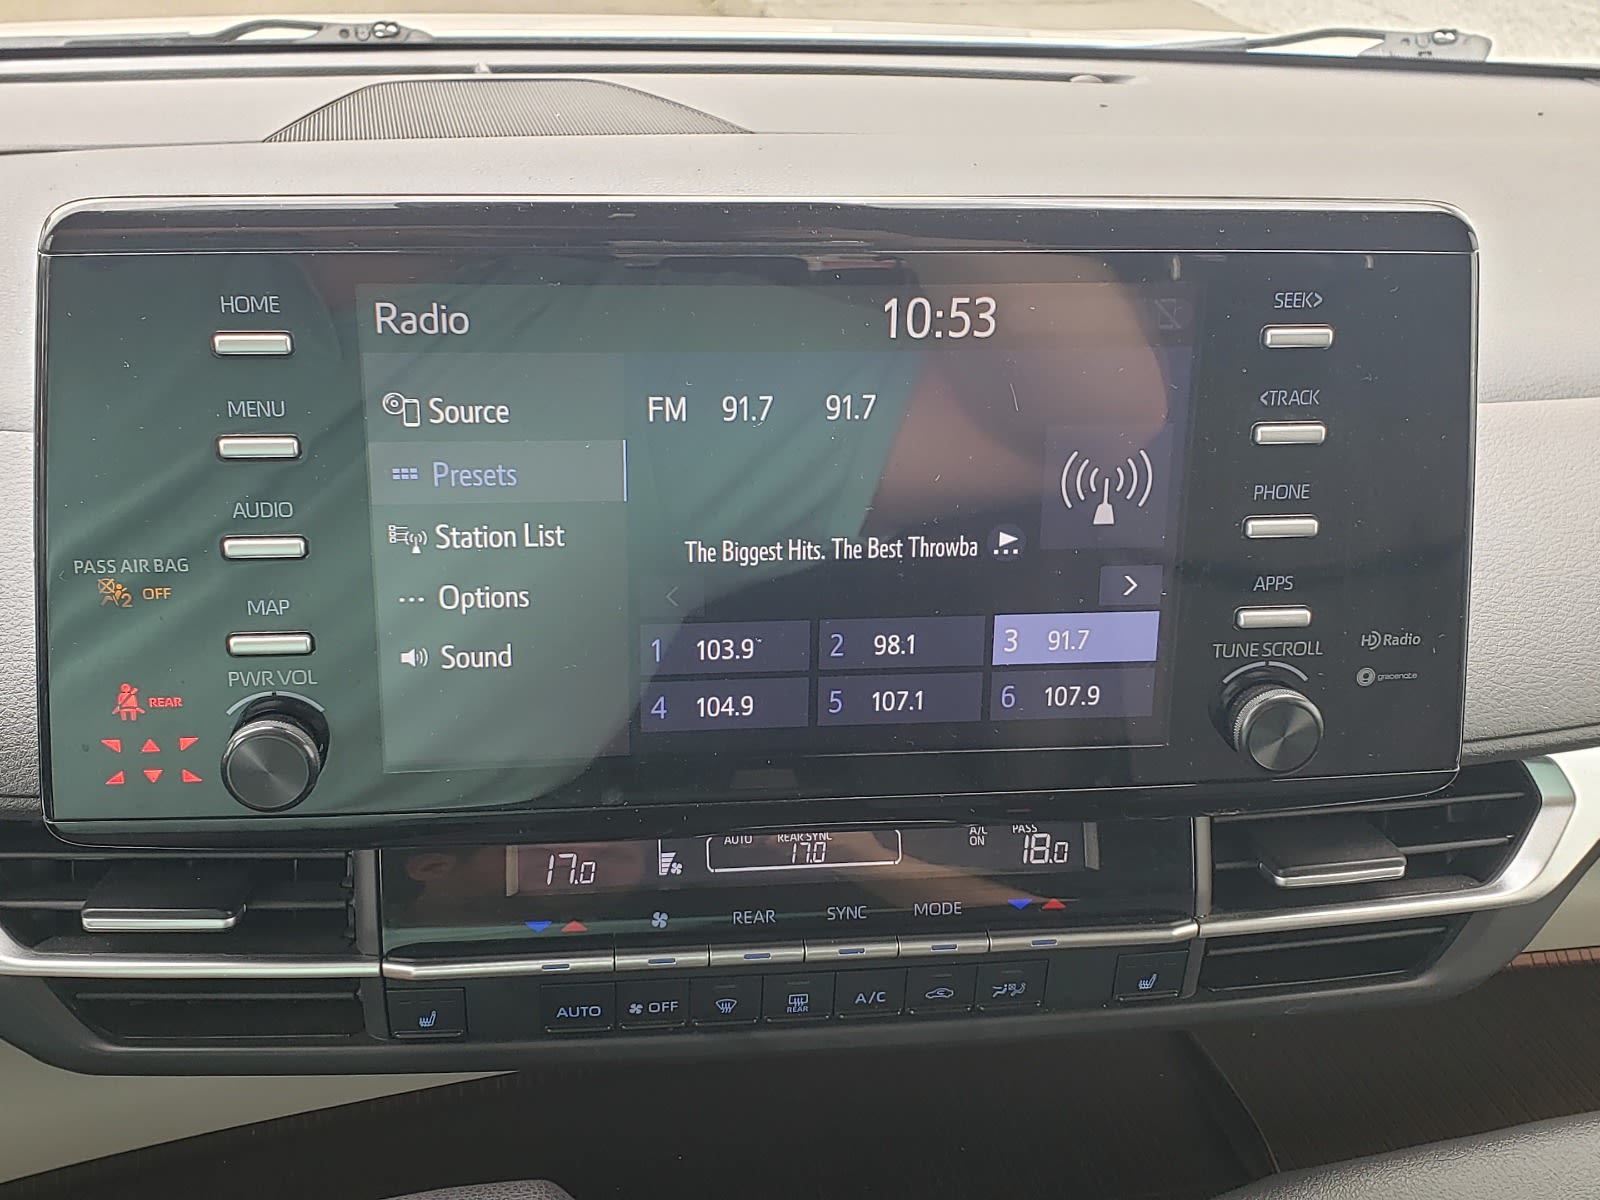 HOME
MENU
AUDIO
MAP
PWR VOL
PASS AIR BAG
2 OFF
REAR
Radio 10:53
Source
Presets
Station List
Options
Sound
FM 91.7 91.7
The Biggest Hits. The Best Throwba
1 103.9 2 98.1 3 91.7
4 104.9 5 107.1 6 107.9
SEEK>
<TRACK
PHONE
APPS
TUNE SCROLL
HD Radio
gracenote
17.0 AUTO REAR SYNC 17.0 A/C ON PASS 18.0
REAR SYNC MODE
AUTO OFF REAR A/C